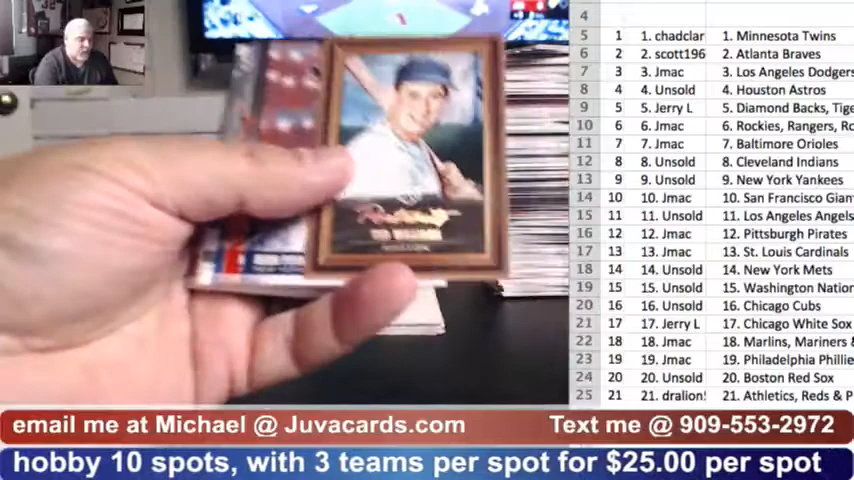 4
5 1 1. chadclar 1. Minnesota Twins
6 2 2. scott196 2. Atlanta Braves
7 3 3. Jmac 3. Los Angeles Dodgers
8 4 4. Unsold 4. Houston Astros
9 5 5. Jerry L 5. Diamond Backs, Tige
10 6 6. Jmac 6. Rockies, Rangers, Ro
11 7 7. Jmac 7. Baltimore Orioles
12 8 8. Unsold 8. Cleveland Indians
13 9 9. Unsold 9. New York Yankees
14 10 10. Jmac 10. San Francisco Gian
15 11 11. Unsold 11. Los Angeles Angels
16 12 12. Jmac 12. Pittsburgh Pirates
17 13 13. Jmac 13. St. Louis Cardinals
18 14 14. Unsold 14. New York Mets
19 15 15. Unsold 15. Washington Nation
20 16 16. Unsold 16. Chicago Cubs
21 17 17. Jerry L 17. Chicago White Sox
22 18 18. Jmac 18. Marlins, Mariners &
23 19 19. Jmac 19. Philadelphia Phillie
24 20 20. Unsold 20. Boston Red Sox
25 21 21. dralion! 21. Athletics, Reds & P
email me at Michael @ Juvacards.com Text me @ 909-553-2972
hobby 10 spots, with 3 teams per spot for $25.00 per spot